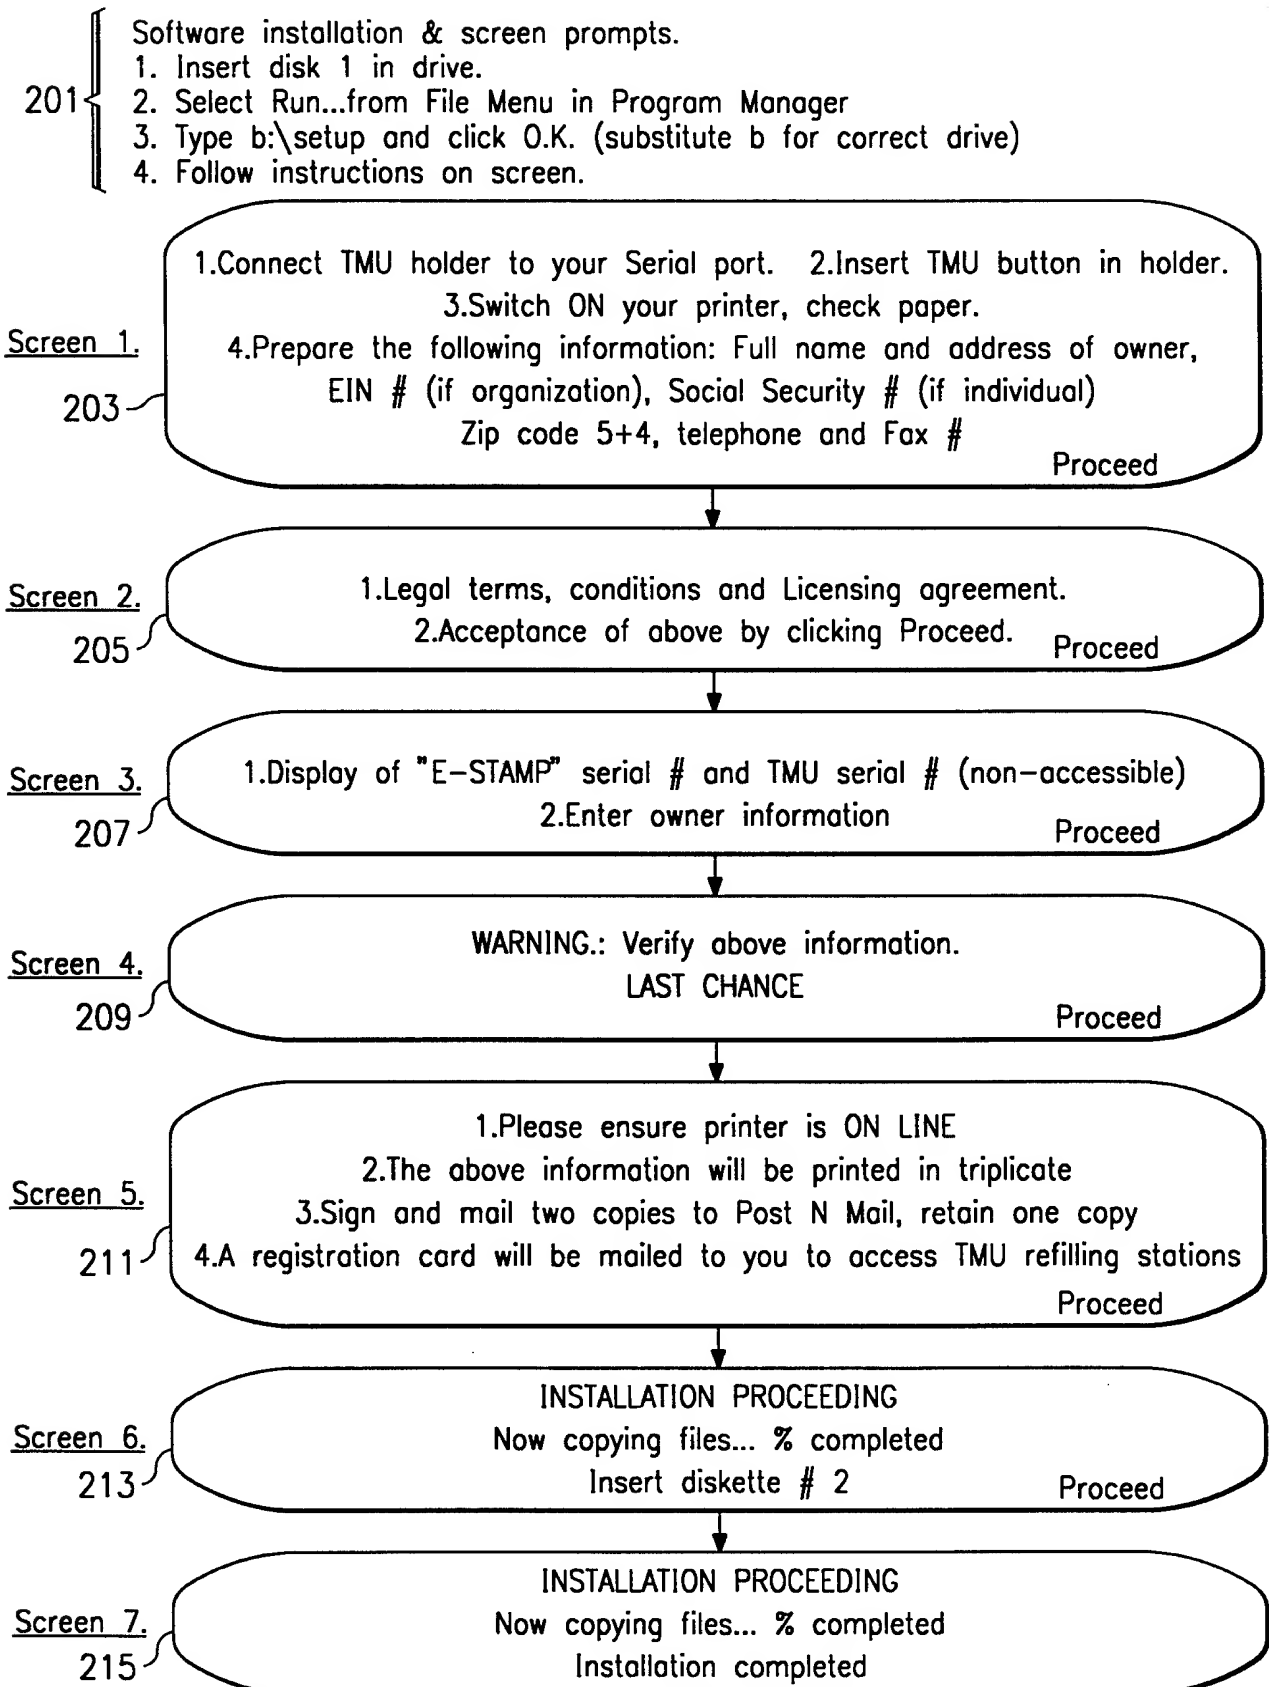 Software installation & screen prompts.
1. Insert disk 1 in drive.
201
2. Select Run...from File Menu in Program Manager
3. Type b:\setup and click O.K. (substitute b for correct drive)
4. Follow instructions on screen.
1.Connect TMU holder to your Serial port. 2.Insert TMU button in holder.
3.Switch ON your printer, check paper.
Screen 1.
4.Prepare the following information: Full name and address of owner,
203
EIN # (if organization), Social Security # (if individual)
Zip code 5+4, telephone and Fax #
Proceed
Screen 2.
1.Legal terms, conditions and Licensing agreement.
205
2.Acceptance of above by clicking Proceed.
Proceed
Screen 3.
1.Display of "E-STAMP" serial # and TMU serial # (non-accessible)
207
2.Enter owner information
Proceed
WARNING.: Verify above information.
Screen 4.
LAST CHANCE
209
Proceed
1.Please ensure printer is ON LINE
2.The above information will be printed in triplicate
Screen 5.
3.Sign and mail two copies to Post N Mail, retain one copy
211
4.A registration card will be mailed to you to access TMU refilling stations
Proceed
INSTALLATION PROCEEDING
Screen 6.
Now copying files... % completed
213
Insert diskette # 2
Proceed
INSTALLATION PROCEEDING
Screen 7.
Now copying files... % completed
215
Installation completed